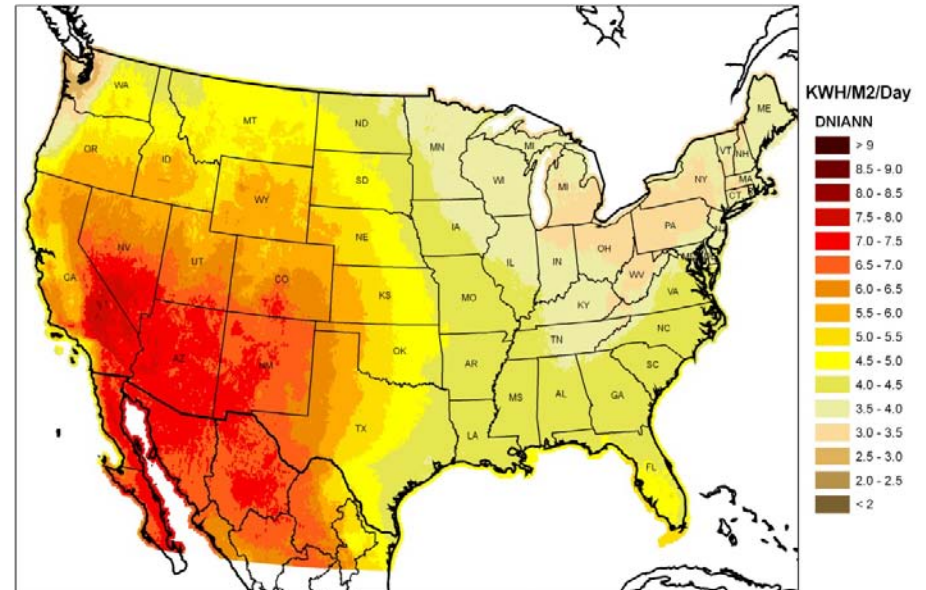 KWH/M2/Day
DNIANN
> 9
8.5 - 9.0
8.0 - 8.5
7.5 - 8.0
7.0 - 7.5
6.5 - 7.0
6.0 - 6.5
5.5 - 6.0
5.0 - 5.5
4.5 - 5.0
4.0 - 4.5
3.5 - 4.0
3.0 - 3.5
2.5 - 3.0
2.0 - 2.5
< 2
WA
MT
ND
MN
MI
ME
VT
NH
OR
ID
WY
SD
WI
MI
NY
MA
CT
NV
UT
CO
NE
IA
IL
IN
OH
PA
CA
KS
MO
KY
WV
VA
AZ
NM
OK
AR
TN
NC
SC
TX
LA
MS
AL
GA
FL